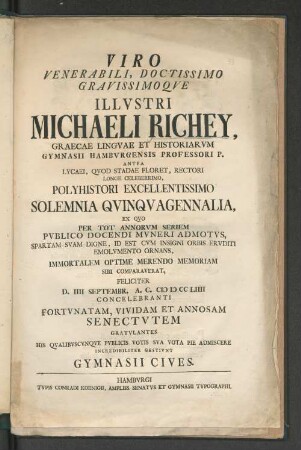 VIRO
VENERABILI, DOCTISSIMO
GRAVISSIMOQVE
ILLVSTRI
MICHAELI RICHEY,
GRAECAE LINGVAE ET HISTORIARVM
GYMNASII HAMBVRGENSIS PROFESSORI P.
ANTEA
LYCAEI, QVOD STADAE FLORET, RECTORI
LONGE CELEBERRIMO,
POLYHISTORI EXCELLENTISSIMO
SOLEMNIA QVINQVAGENNALIA,
EX QVO
PER TOT ANNORVM SERIEM
PVBLICO DOCENDI MVNERI ADMOTVS,
SPARTAM SVAM DIGNE, ID EST CVM INSIGNI ORBIS ERVDITI
EMOLVMENTO ORNANS,
IMMORTALEM OPTIME MERENDO MEMORIAM
SIBI COMPARAVERAT,
FELICITER
D. IIII SEPTEMBR. A. C. CIƆIƆCCLIIII
CONCELEBRANTI
FORTVNATAM, VIVIDAM ET ANNOSAM
SENECTVTEM
GRATVLANTES
HIS QVALIBVSCVNQVE PVBLICIS VOTIS SVA VOTA PIE ADMISCERE
INCREDIBILITER GESTIVNT
GYMNASII CIVES.
HAMBVRGI
TYPIS CONRADI KOENIGII, AMPLISS. SENATVS ET GYMNASII TYPOGRAPHI.